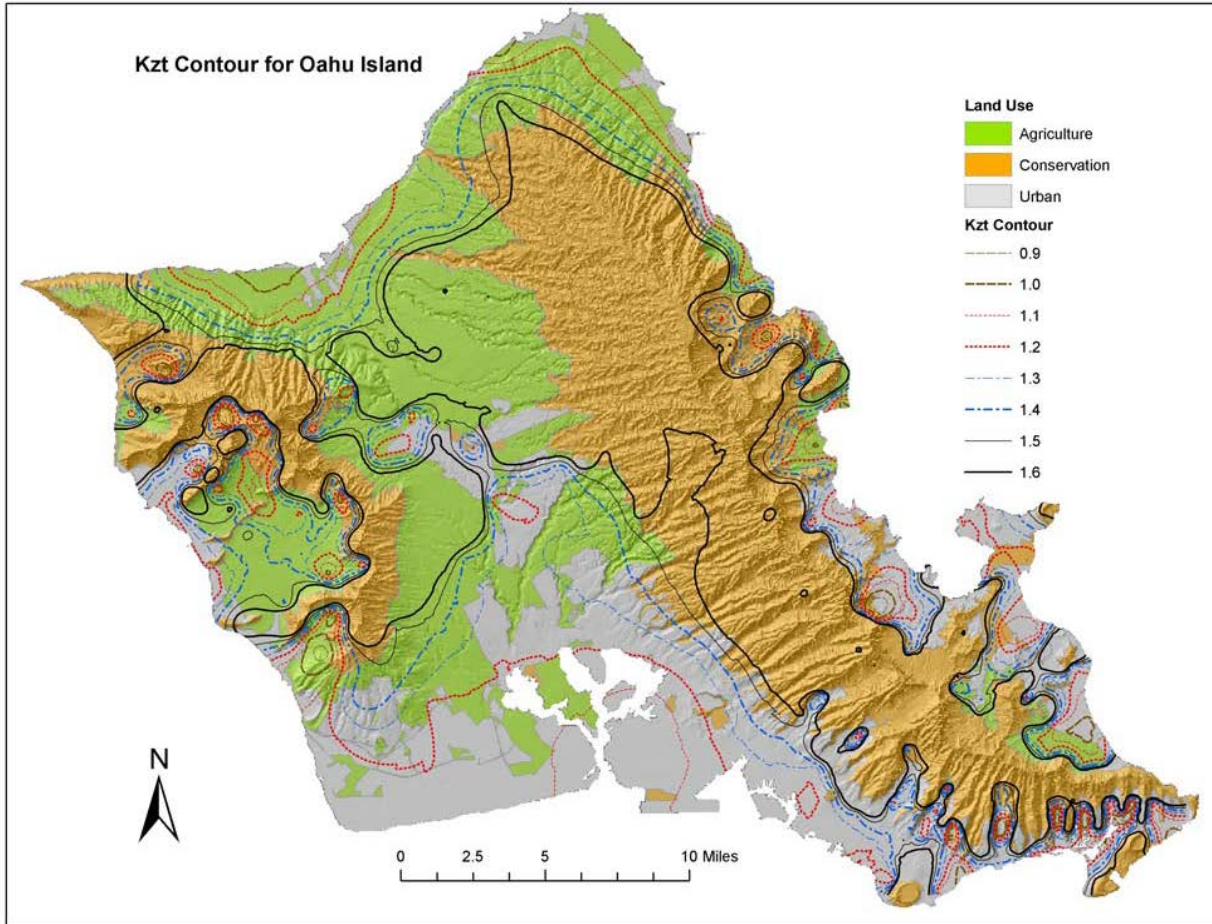 Kzt Contour for Oahu Island
Land Use
Agriculture
Conservation
Urban
Kzt Contour
0.9
1.0
1.1
1.2
1.3
1.4
1.5
1.6
N
0 2.5 5 10 Miles